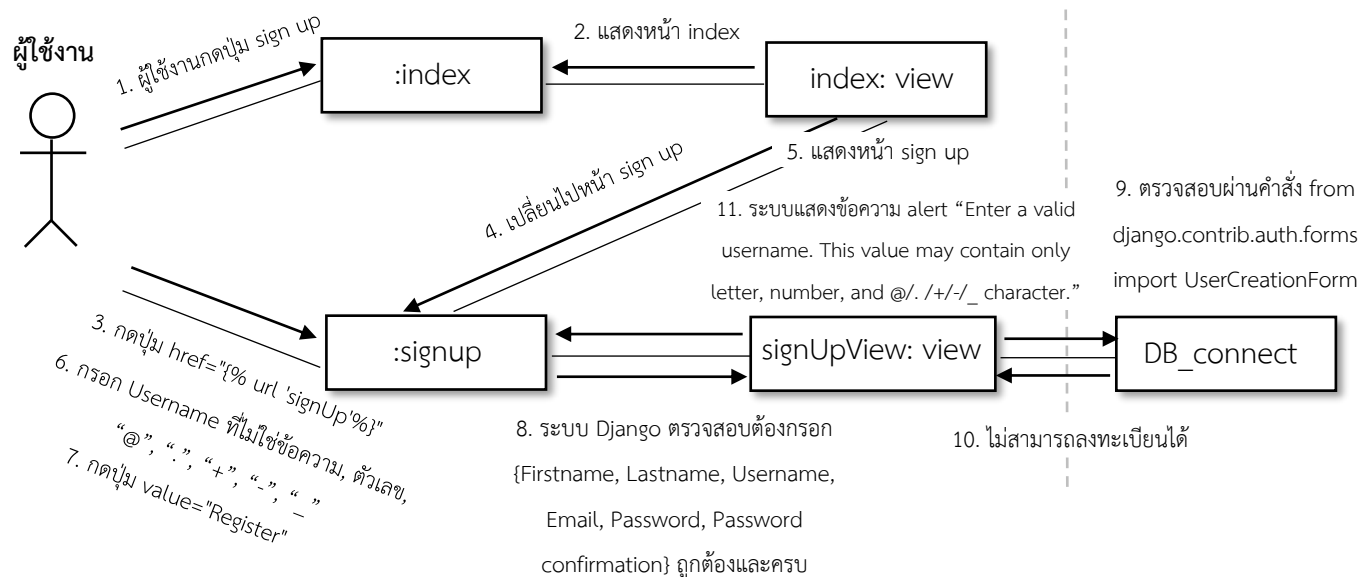 ผู้ใช้งาน
1. ผู้ใช้งานกดปุ่ม sign up
:index
2. แสดงหน้า index
index: view
4. เปลี่ยนไปหน้า sign up
5. แสดงหน้า sign up
11. ระบบแสดงข้อความ alert “Enter a valid
username. This value may contain only
letter, number, and @/. /+/-/_ character.”
9. ตรวจสอบผ่านคำสั่ง from
django.contrib.auth.forms
import UserCreationForm
:signup
signUpView: view
DB_connect
3. กดปุ่ม href="{% url 'signUp'%}"
6. กรอก Username ที่ไม่ใช่ข้อความ, ตัวเลข,
“@”, “.”, “+”, “-”, “_”
7. กดปุ่ม value="Register"
8. ระบบ Django ตรวจสอบต้องกรอก
{Firstname, Lastname, Username,
Email, Password, Password
confirmation} ถูกต้องและครบ
10. ไม่สามารถลงทะเบียนได้